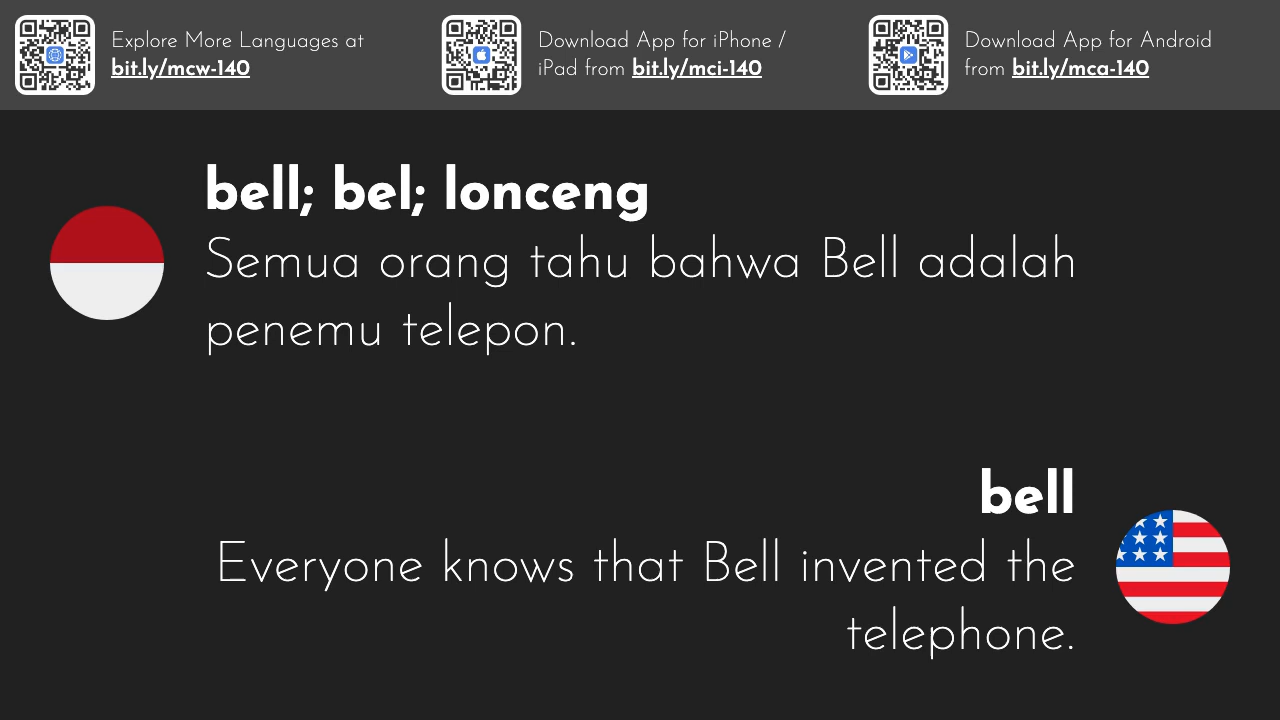 Explore More Languages at
bit.ly/mcw-140
Download App for iPhone /
iPad from bit.ly/mci-140
Download App for Android
from bit.ly/mca-140
bell; bel; lonceng
Semua orang tahu bahwa Bell adalah
penemu telepon.
bell
Everyone knows that Bell invented the
telephone.